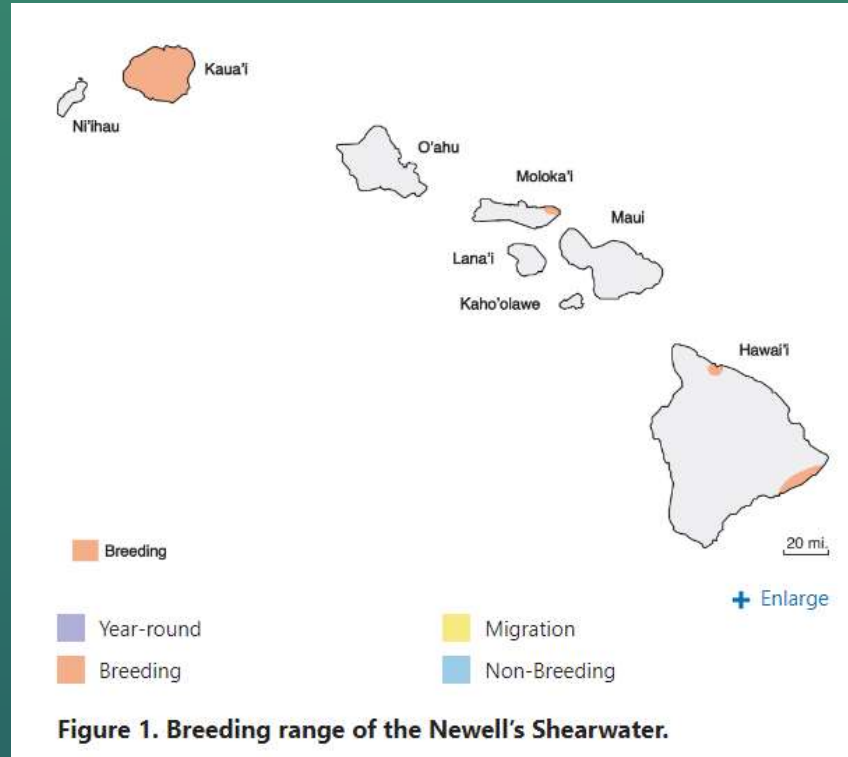 Kaua'i
Ni'ihau
O'ahu
Moloka'i
Maui
Lana'i
Kaho'olawe
Hawai'i
20 mi.
Breeding
+ Enlarge
Year-round
Migration
Breeding
Non-Breeding
Figure 1. Breeding range of the Newell's Shearwater.